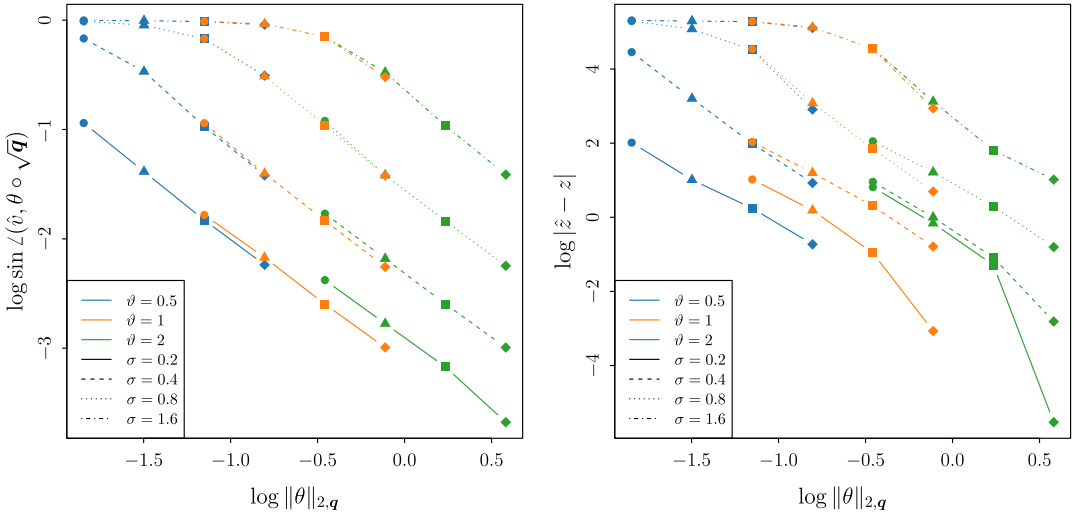 log sin ∠(v̂, θ ∘ √q)
0
−1
−2
−3
ϑ = 0.5
ϑ = 1
ϑ = 2
σ = 0.2
σ = 0.4
σ = 0.8
σ = 1.6
−1.5 −1.0 −0.5 0.0 0.5
log ‖θ‖₂,q
log |ẑ − z|
4
2
0
−2
−4
ϑ = 0.5
ϑ = 1
ϑ = 2
σ = 0.2
σ = 0.4
σ = 0.8
σ = 1.6
−1.5 −1.0 −0.5 0.0 0.5
log ‖θ‖₂,q